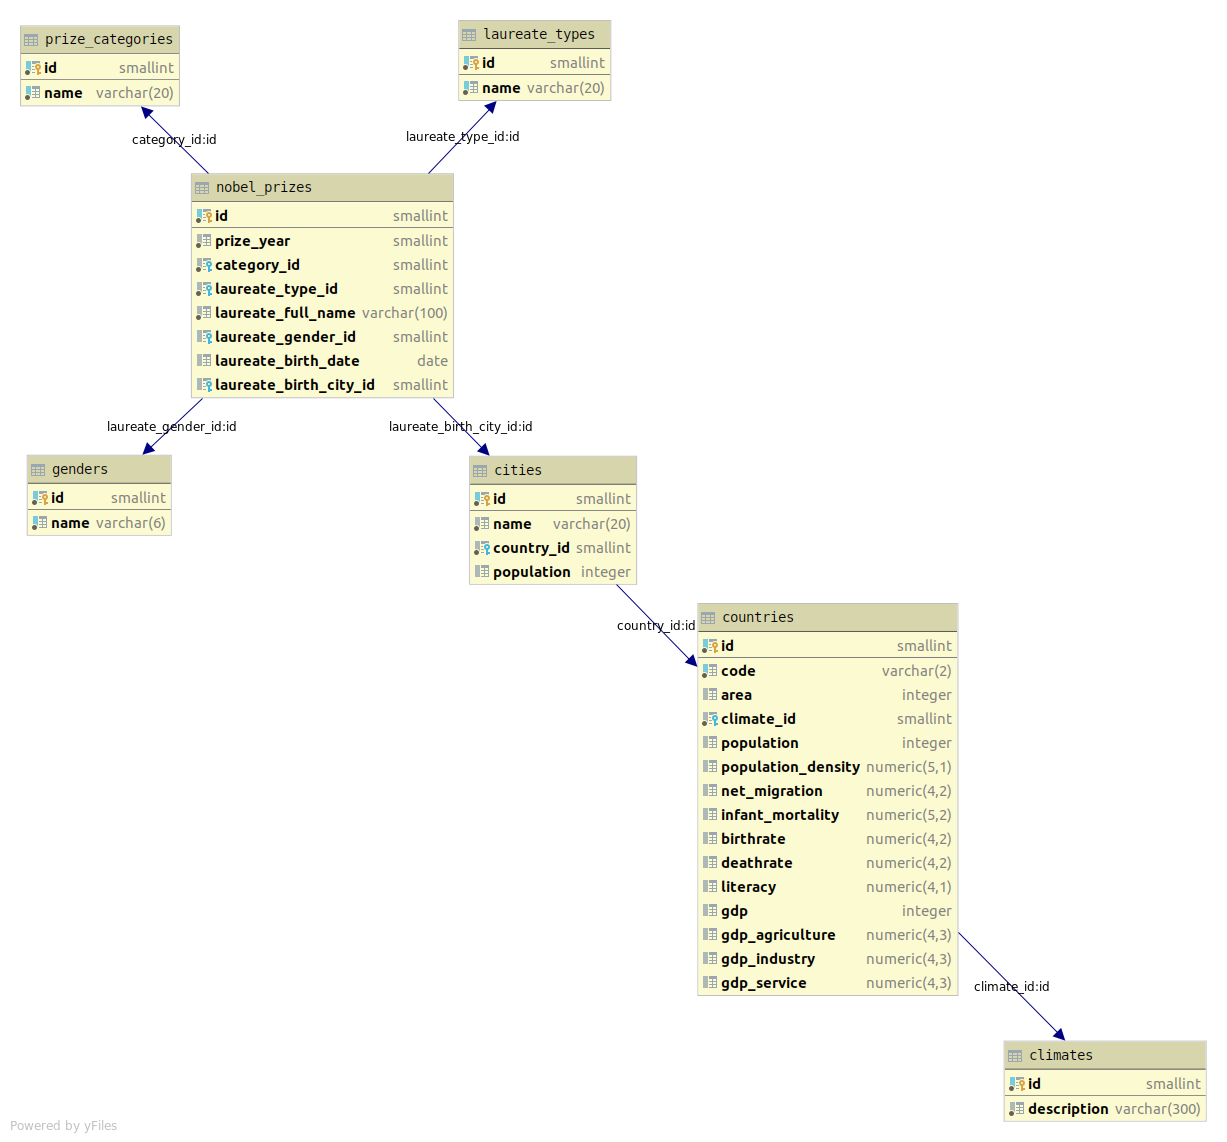 prize_categories
id smallint
name varchar(20)
laureate_types
id smallint
name varchar(20)
category_id:id
laureate_type_id:id
nobel_prizes
id smallint
prize_year smallint
category_id smallint
laureate_type_id smallint
laureate_full_name varchar(100)
laureate_gender_id smallint
laureate_birth_date date
laureate_birth_city_id smallint
laureate_gender_id:id
laureate_birth_city_id:id
genders
id smallint
name varchar(6)
cities
id smallint
name varchar(20)
country_id smallint
population integer
country_id:id
countries
id smallint
code varchar(2)
area integer
climate_id smallint
population integer
population_density numeric(5,1)
net_migration numeric(4,2)
infant_mortality numeric(5,2)
birthrate numeric(4,2)
deathrate numeric(4,2)
literacy numeric(4,1)
gdp integer
gdp_agriculture numeric(4,3)
gdp_industry numeric(4,3)
gdp_service numeric(4,3)
climate_id:id
climates
id smallint
description varchar(300)
Powered by yFiles